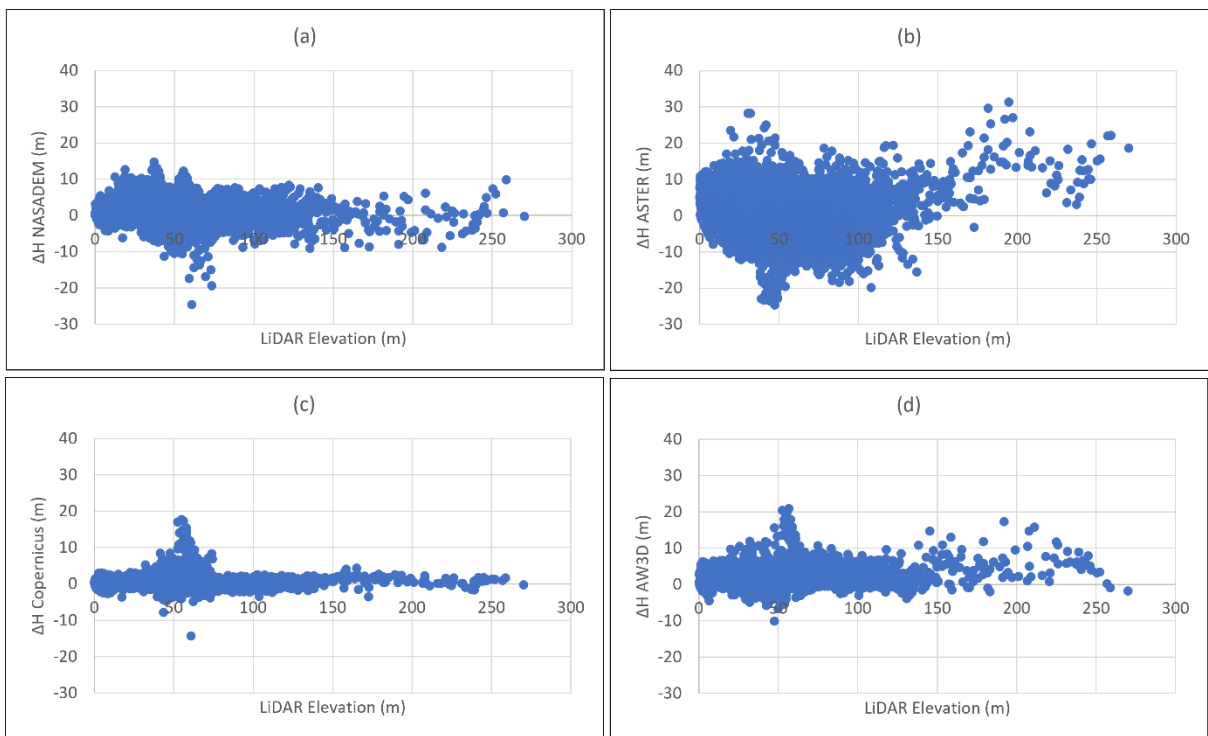 (a)
40
30
20
10
0
-10
-20
-30
0 50 100 150 200 250 300
ΔH NASADEM (m)
LiDAR Elevation (m)
(b)
40
30
20
10
0
-10
-20
-30
0 50 100 150 200 250 300
ΔH ASTER (m)
LiDAR Elevation (m)
(c)
40
30
20
10
0
-10
-20
-30
0 50 100 150 200 250 300
ΔH Copernicus (m)
LiDAR Elevation (m)
(d)
40
30
20
10
0
-10
-20
-30
0 50 100 150 200 250 300
ΔH AW3D (m)
LiDAR Elevation (m)